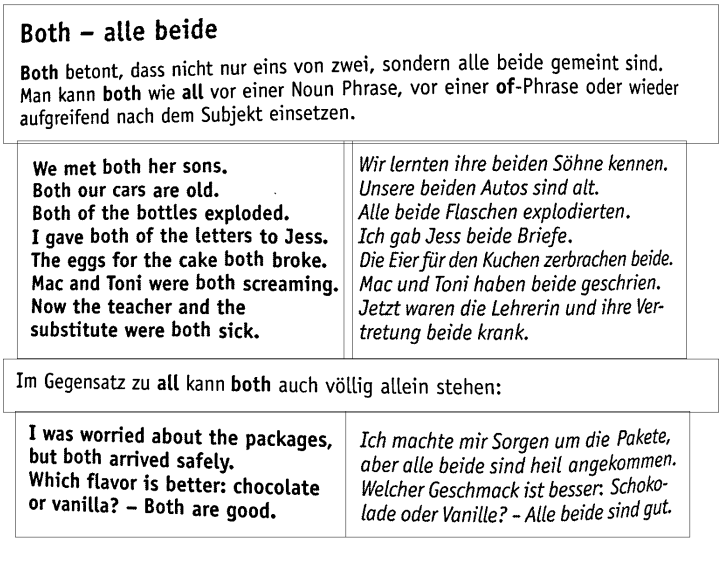 Both – alle beide
Both betont, dass nicht nur eins von zwei, sondern alle beide gemeint sind.
Man kann both wie all vor einer Noun Phrase, vor einer of-Phrase oder wieder
aufgreifend nach dem Subjekt einsetzen.
We met both her sons.
Both our cars are old.
Both of the bottles exploded.
I gave both of the letters to Jess.
The eggs for the cake both broke.
Mac and Toni were both screaming.
Now the teacher and the
substitute were both sick.
Wir lernten ihre beiden Söhne kennen.
Unsere beiden Autos sind alt.
Alle beide Flaschen explodierten.
Ich gab Jess beide Briefe.
Die Eier für den Kuchen zerbrachen beide.
Mac und Toni haben beide geschrien.
Jetzt waren die Lehrerin und ihre Ver-
tretung beide krank.
Im Gegensatz zu all kann both auch völlig allein stehen:
I was worried about the packages,
but both arrived safely.
Which flavor is better: chocolate
or vanilla? – Both are good.
Ich machte mir Sorgen um die Pakete,
aber alle beide sind heil angekommen.
Welcher Geschmack ist besser: Schoko-
lade oder Vanille? – Alle beide sind gut.